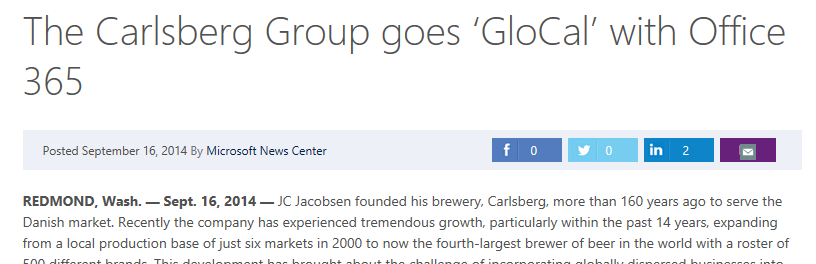 The Carlsberg Group goes ‘GloCal’ with Office
365
Posted September 16, 2014 By Microsoft News Center
f 0
0
in 2
REDMOND, Wash. — Sept. 16, 2014 — JC Jacobsen founded his brewery, Carlsberg, more than 160 years ago to serve the
Danish market. Recently the company has experienced tremendous growth, particularly within the past 14 years, expanding
from a local production base of just six markets in 2000 to now the fourth-largest brewer of beer in the world with a roster of
500 different brands. This development has brought about the challenge of incorporating globally dispersed businesses into